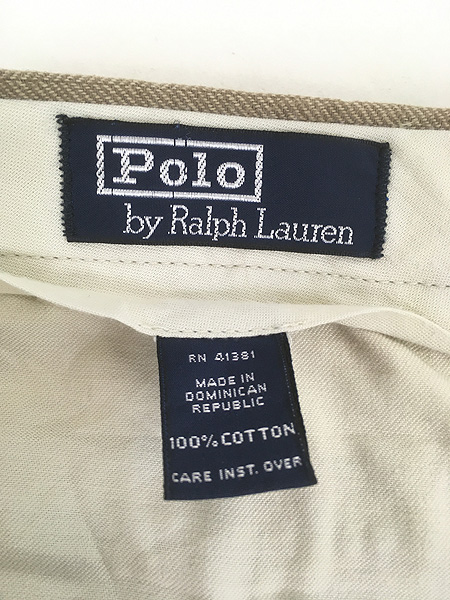 Polo
by Ralph Lauren
RN 41381
MADE IN
DOMINICAN
REPUBLIC
100% COTTON
CARE INST. OVER